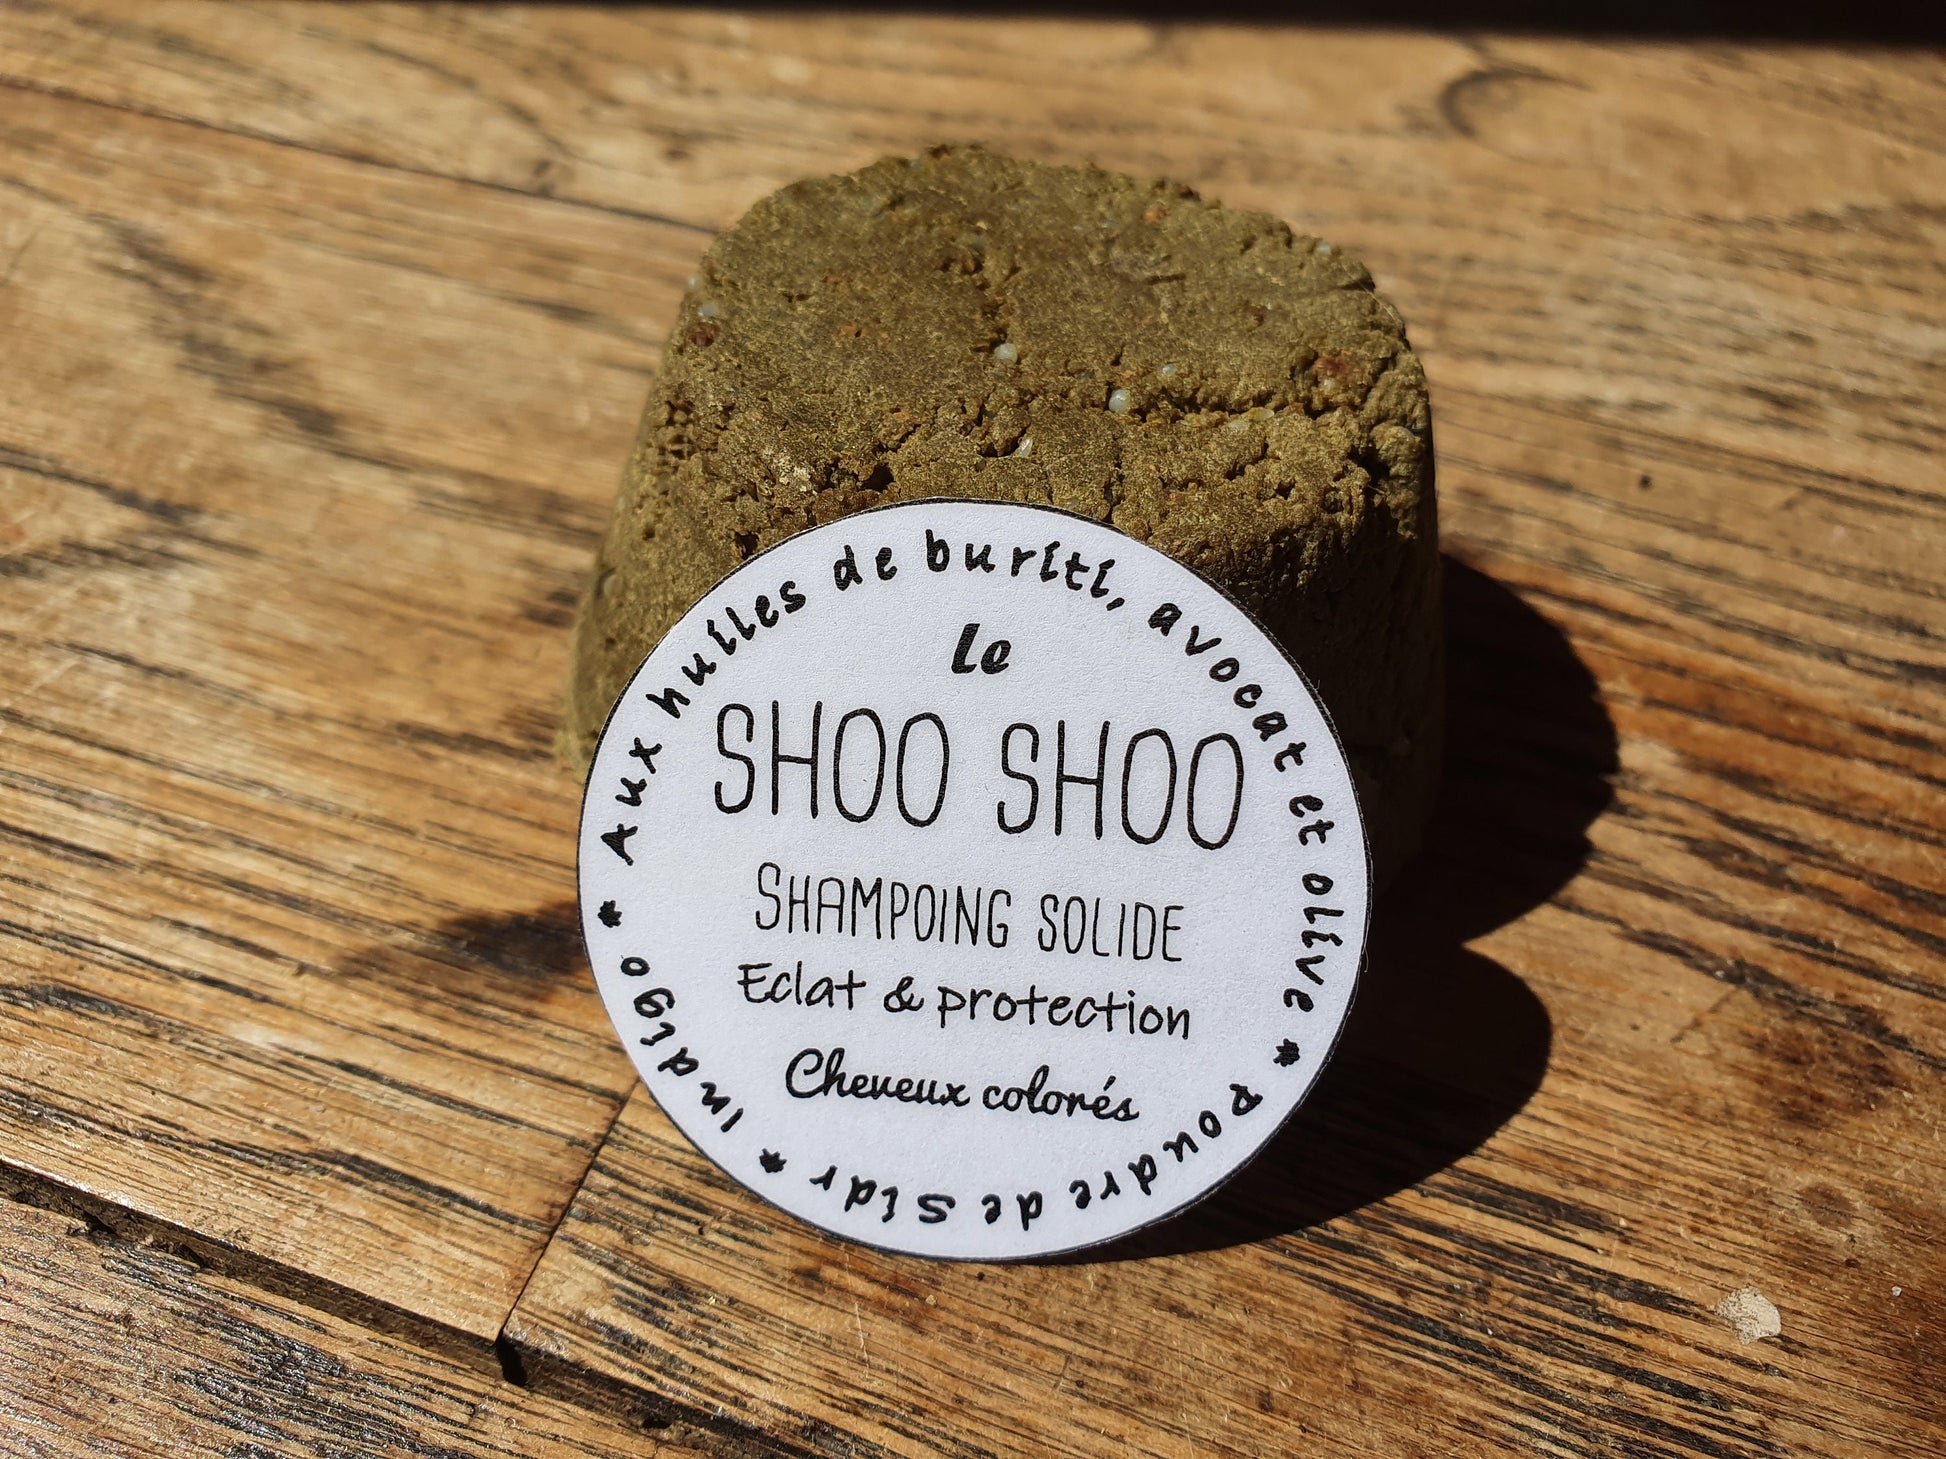 Aux huiles de buriti, avocat et olive * Poudre de Sidr * Indigo *
le
SHOO SHOO
SHAMPOING SOLIDE
Eclat & protection
Cheveux colorés